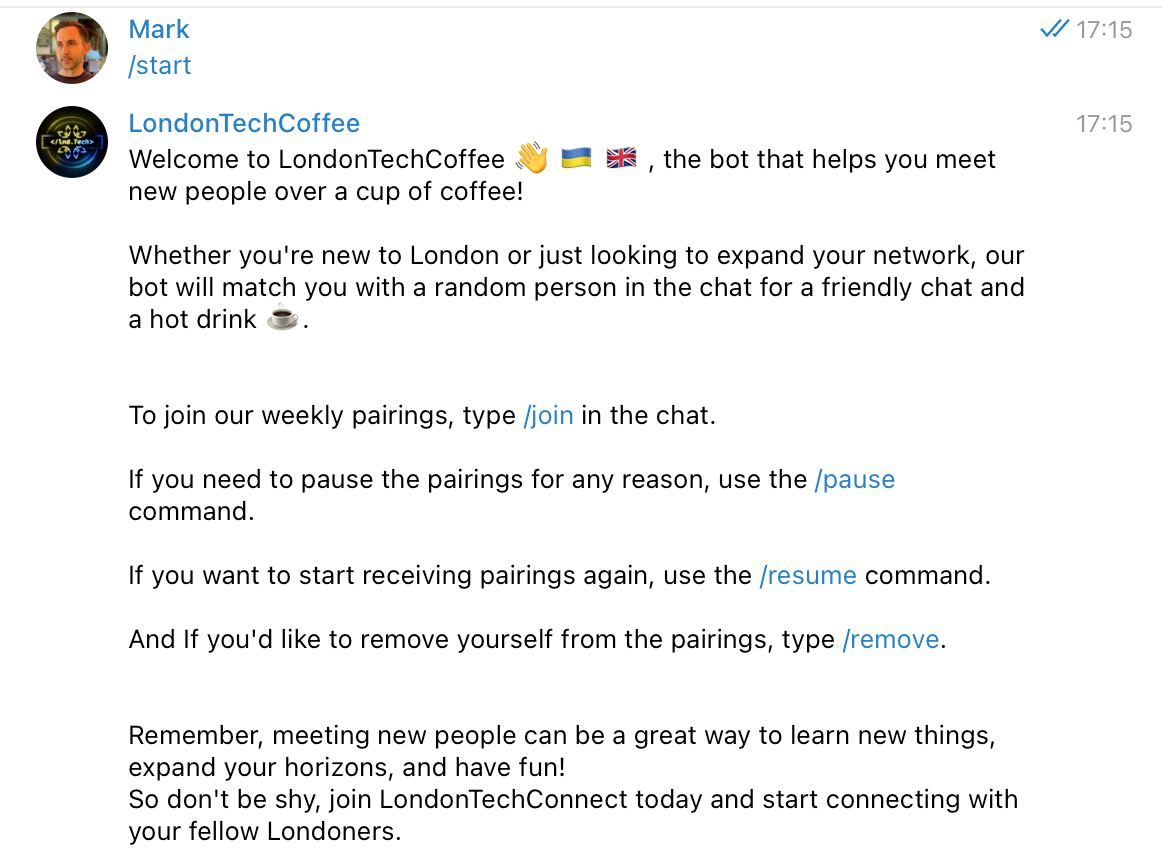 Mark
17:15
/start
LondonTechCoffee
17:15
</lnd.Tech>
Welcome to LondonTechCoffee 👋 🇺🇦 🇬🇧 , the bot that helps you meet
new people over a cup of coffee!
Whether you're new to London or just looking to expand your network, our
bot will match you with a random person in the chat for a friendly chat and
a hot drink ☕.
To join our weekly pairings, type /join in the chat.
If you need to pause the pairings for any reason, use the /pause
command.
If you want to start receiving pairings again, use the /resume command.
And If you'd like to remove yourself from the pairings, type /remove.
Remember, meeting new people can be a great way to learn new things,
expand your horizons, and have fun!
So don't be shy, join LondonTechConnect today and start connecting with
your fellow Londoners.